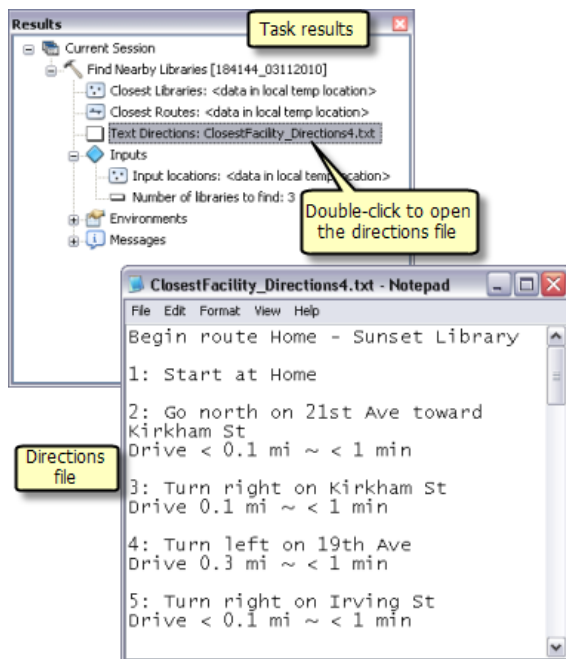 Results
Task results
Current Session
Find Nearby Libraries [184144_03112010]
Closest Libraries: <data in local temp location>
Closest Routes: <data in local temp location>
Text Directions: ClosestFacility_Directions4.txt
Inputs
Input locations: <data in local temp location>
Number of libraries to find: 3
Environments
Messages
Double-click to open
the directions file
ClosestFacility_Directions4.txt - Notepad
File Edit Format View Help
Begin route Home - Sunset Library
1: Start at Home
2: Go north on 21st Ave toward
Kirkham St
Drive < 0.1 mi ~ < 1 min
Directions
file
3: Turn right on Kirkham St
Drive 0.1 mi ~ < 1 min
4: Turn left on 19th Ave
Drive 0.3 mi ~ < 1 min
5: Turn right on Irving St
Drive < 0.1 mi ~ < 1 min